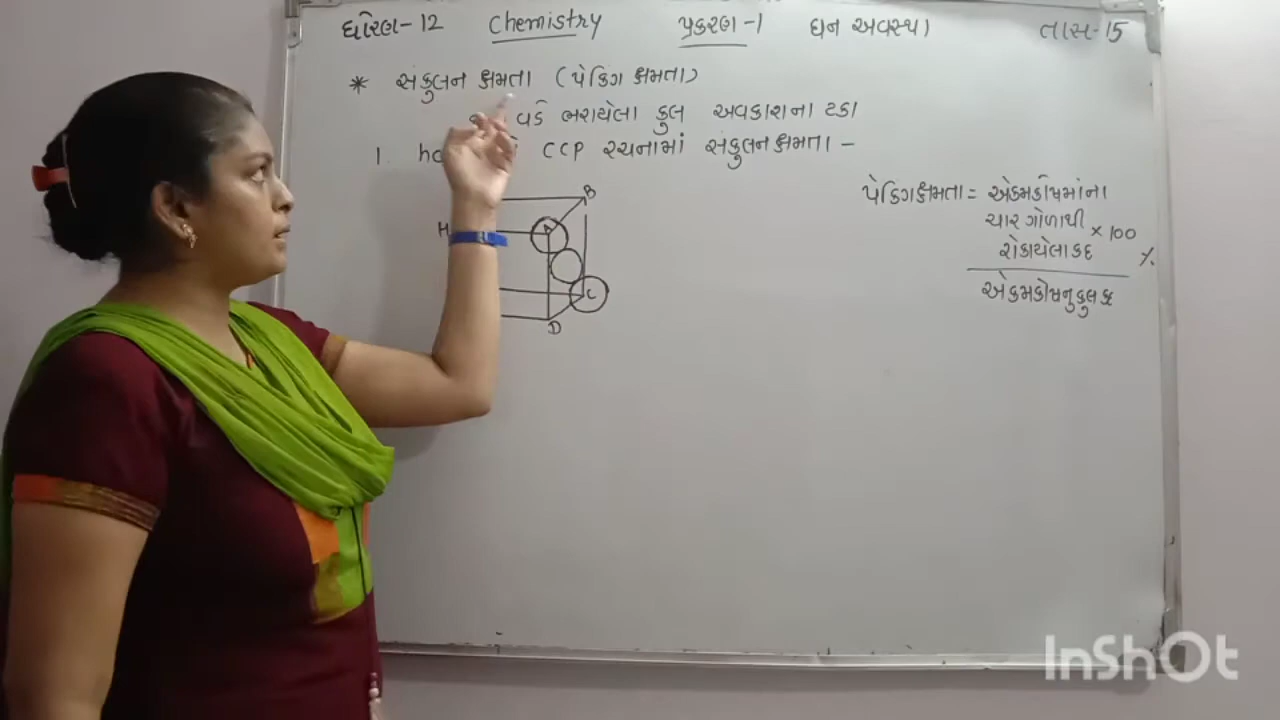 ધોરણ-12 Chemistry પ્રકરણ-1 ઘન અવસ્થા તાસ-15
* સંકુલન ક્ષમતા (પેકિંગ ક્ષમતા)
વડે ભરાયેલા કુલ અવકાશના ટકા
1. hc CCP રચનામાં સંકુલન ક્ષમતા -
B
H
C
D
પેકિંગ ક્ષમતા = એકમકોષમાંના
ચાર ગોળાથી × 100
રોકાયેલા કદ %
એકમકોષનુ કુલ કદ
InShOt